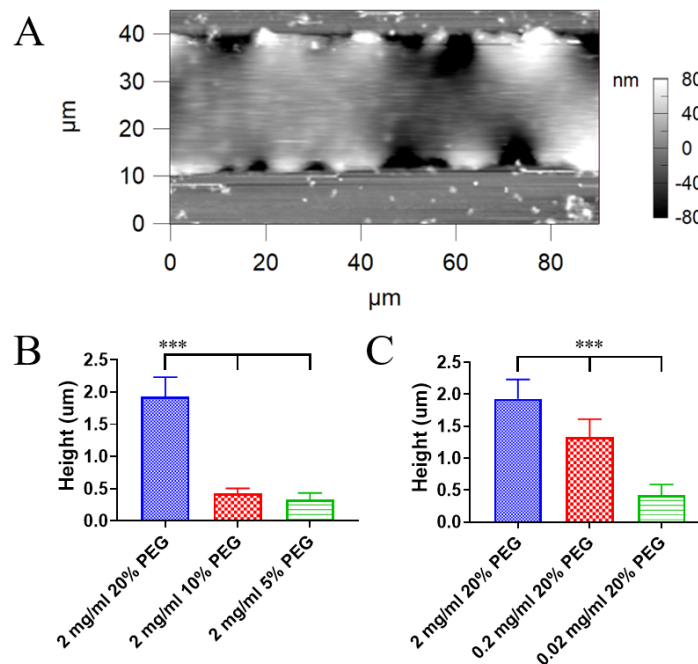 A
µm
40
30
20
10
0
0
20
40
60
80
µm
nm
80
40
0
-40
-80
B
***
Height (um)
2.5
2.0
1.5
1.0
0.5
0.0
2 mg/ml 20% PEG
2 mg/ml 10% PEG
2 mg/ml 5% PEG
C
***
Height (um)
2.5
2.0
1.5
1.0
0.5
0.0
2 mg/ml 20% PEG
0.2 mg/ml 20% PEG
0.02 mg/ml 20% PEG